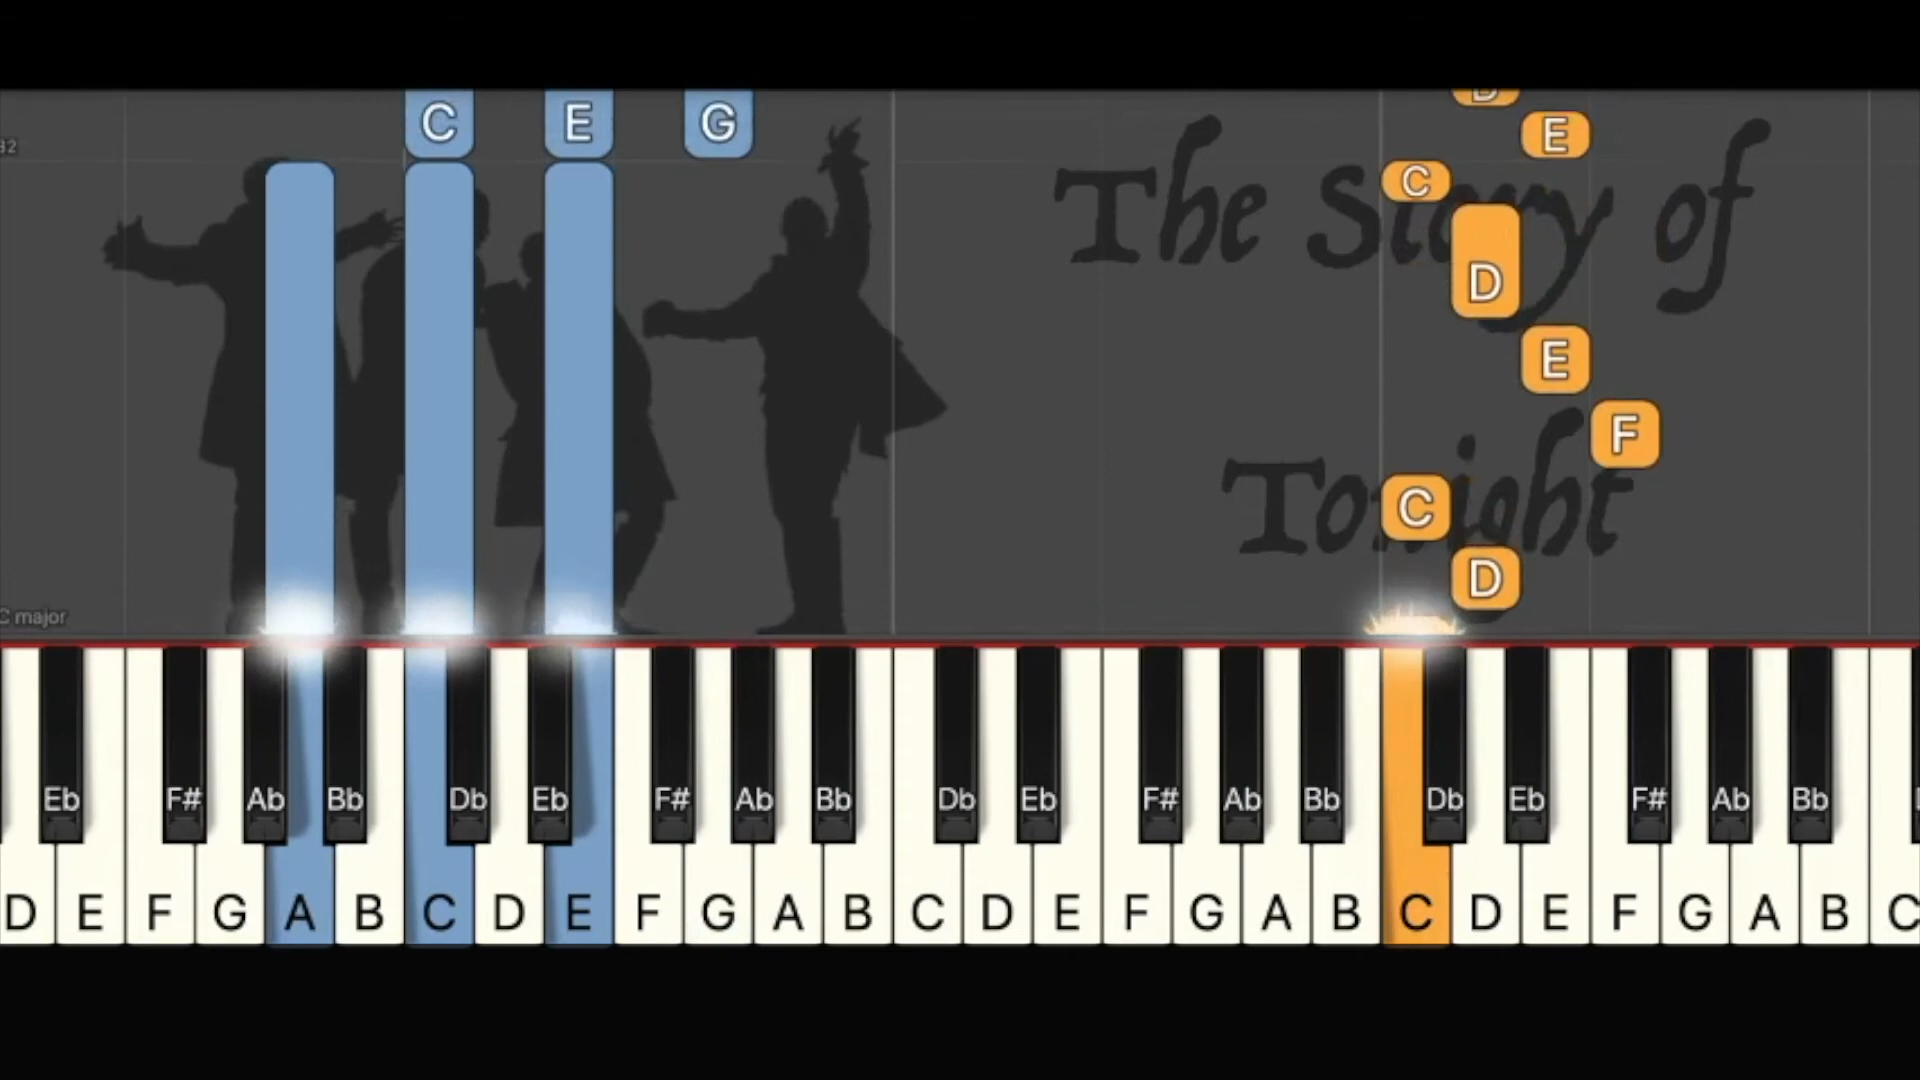 D
C E G E
32
C
The Story of
D
E
F
C
Tonight
D
C major
Eb F# Ab Bb Db Eb F# Ab Bb Db Eb F# Ab Bb Db Eb F# Ab Bb
D E F G A B C D E F G A B C D E F G A B C D E F G A B C